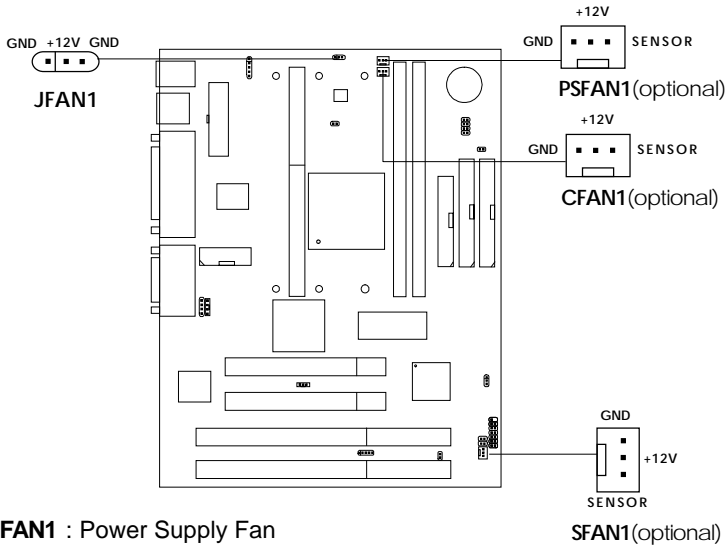 +12V
GND SENSOR
PSFAN1(optional)
GND +12V GND
JFAN1
+12V
GND SENSOR
CFAN1(optional)
GND
+12V
SENSOR
SFAN1(optional)
FAN1 : Power Supply Fan